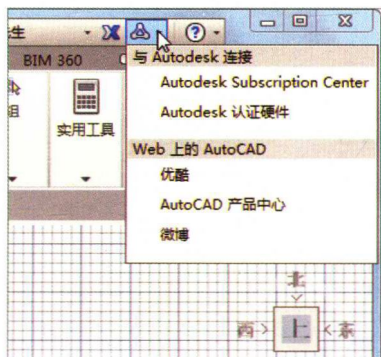 BIM 360
组
实用工具
与 Autodesk 连接
Autodesk Subscription Center
Autodesk 认证硬件
Web 上的 AutoCAD
优酷
AutoCAD 产品中心
微博
北
西 上 东